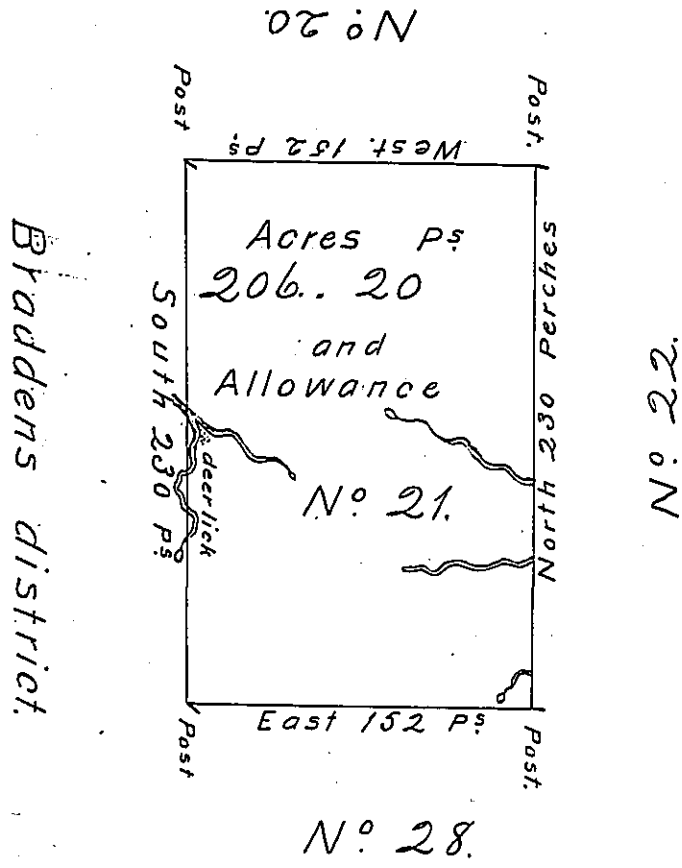 Nº 20.
Post
Post.
West. 152 Ps
Acres Ps
206.. 20
and
Allowance
South 230 Ps
deerlick
Nº 21.
North 230 Perches
Nº 22.
Braddens district.
East 152 Ps
Post
Post.
Nº 28.